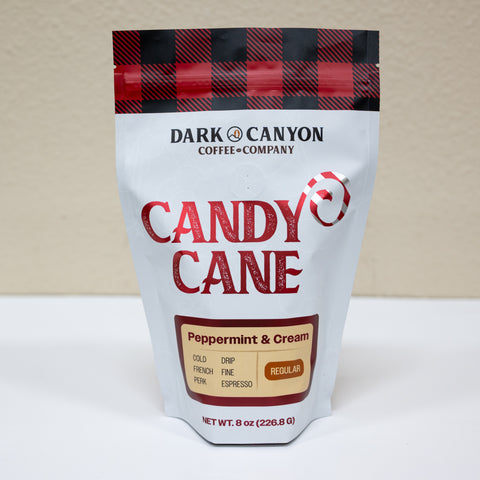 DARK CANYON
COFFEE COMPANY
CANDY
CANE
Peppermint & Cream
COLD DRIP
FRENCH FINE
PERK ESPRESSO
REGULAR
NET WT. 8 oz (226.8 G)